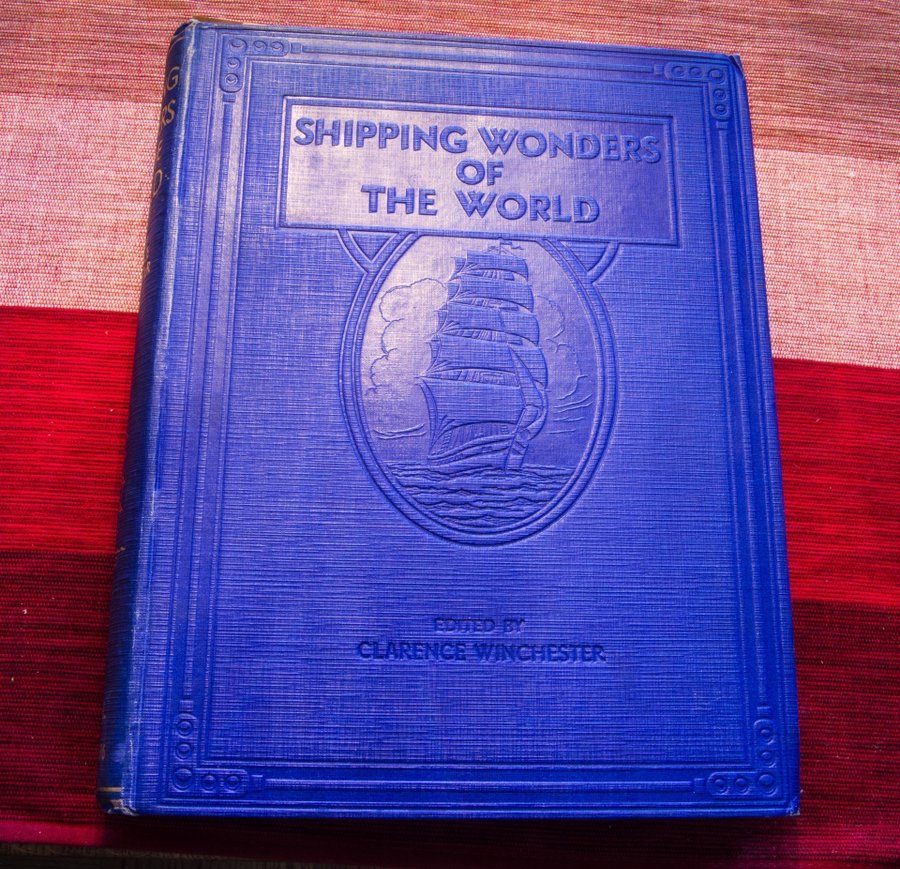 SHIPPING WONDERS
OF
THE WORLD
EDITED BY
CLARENCE WINCHESTER